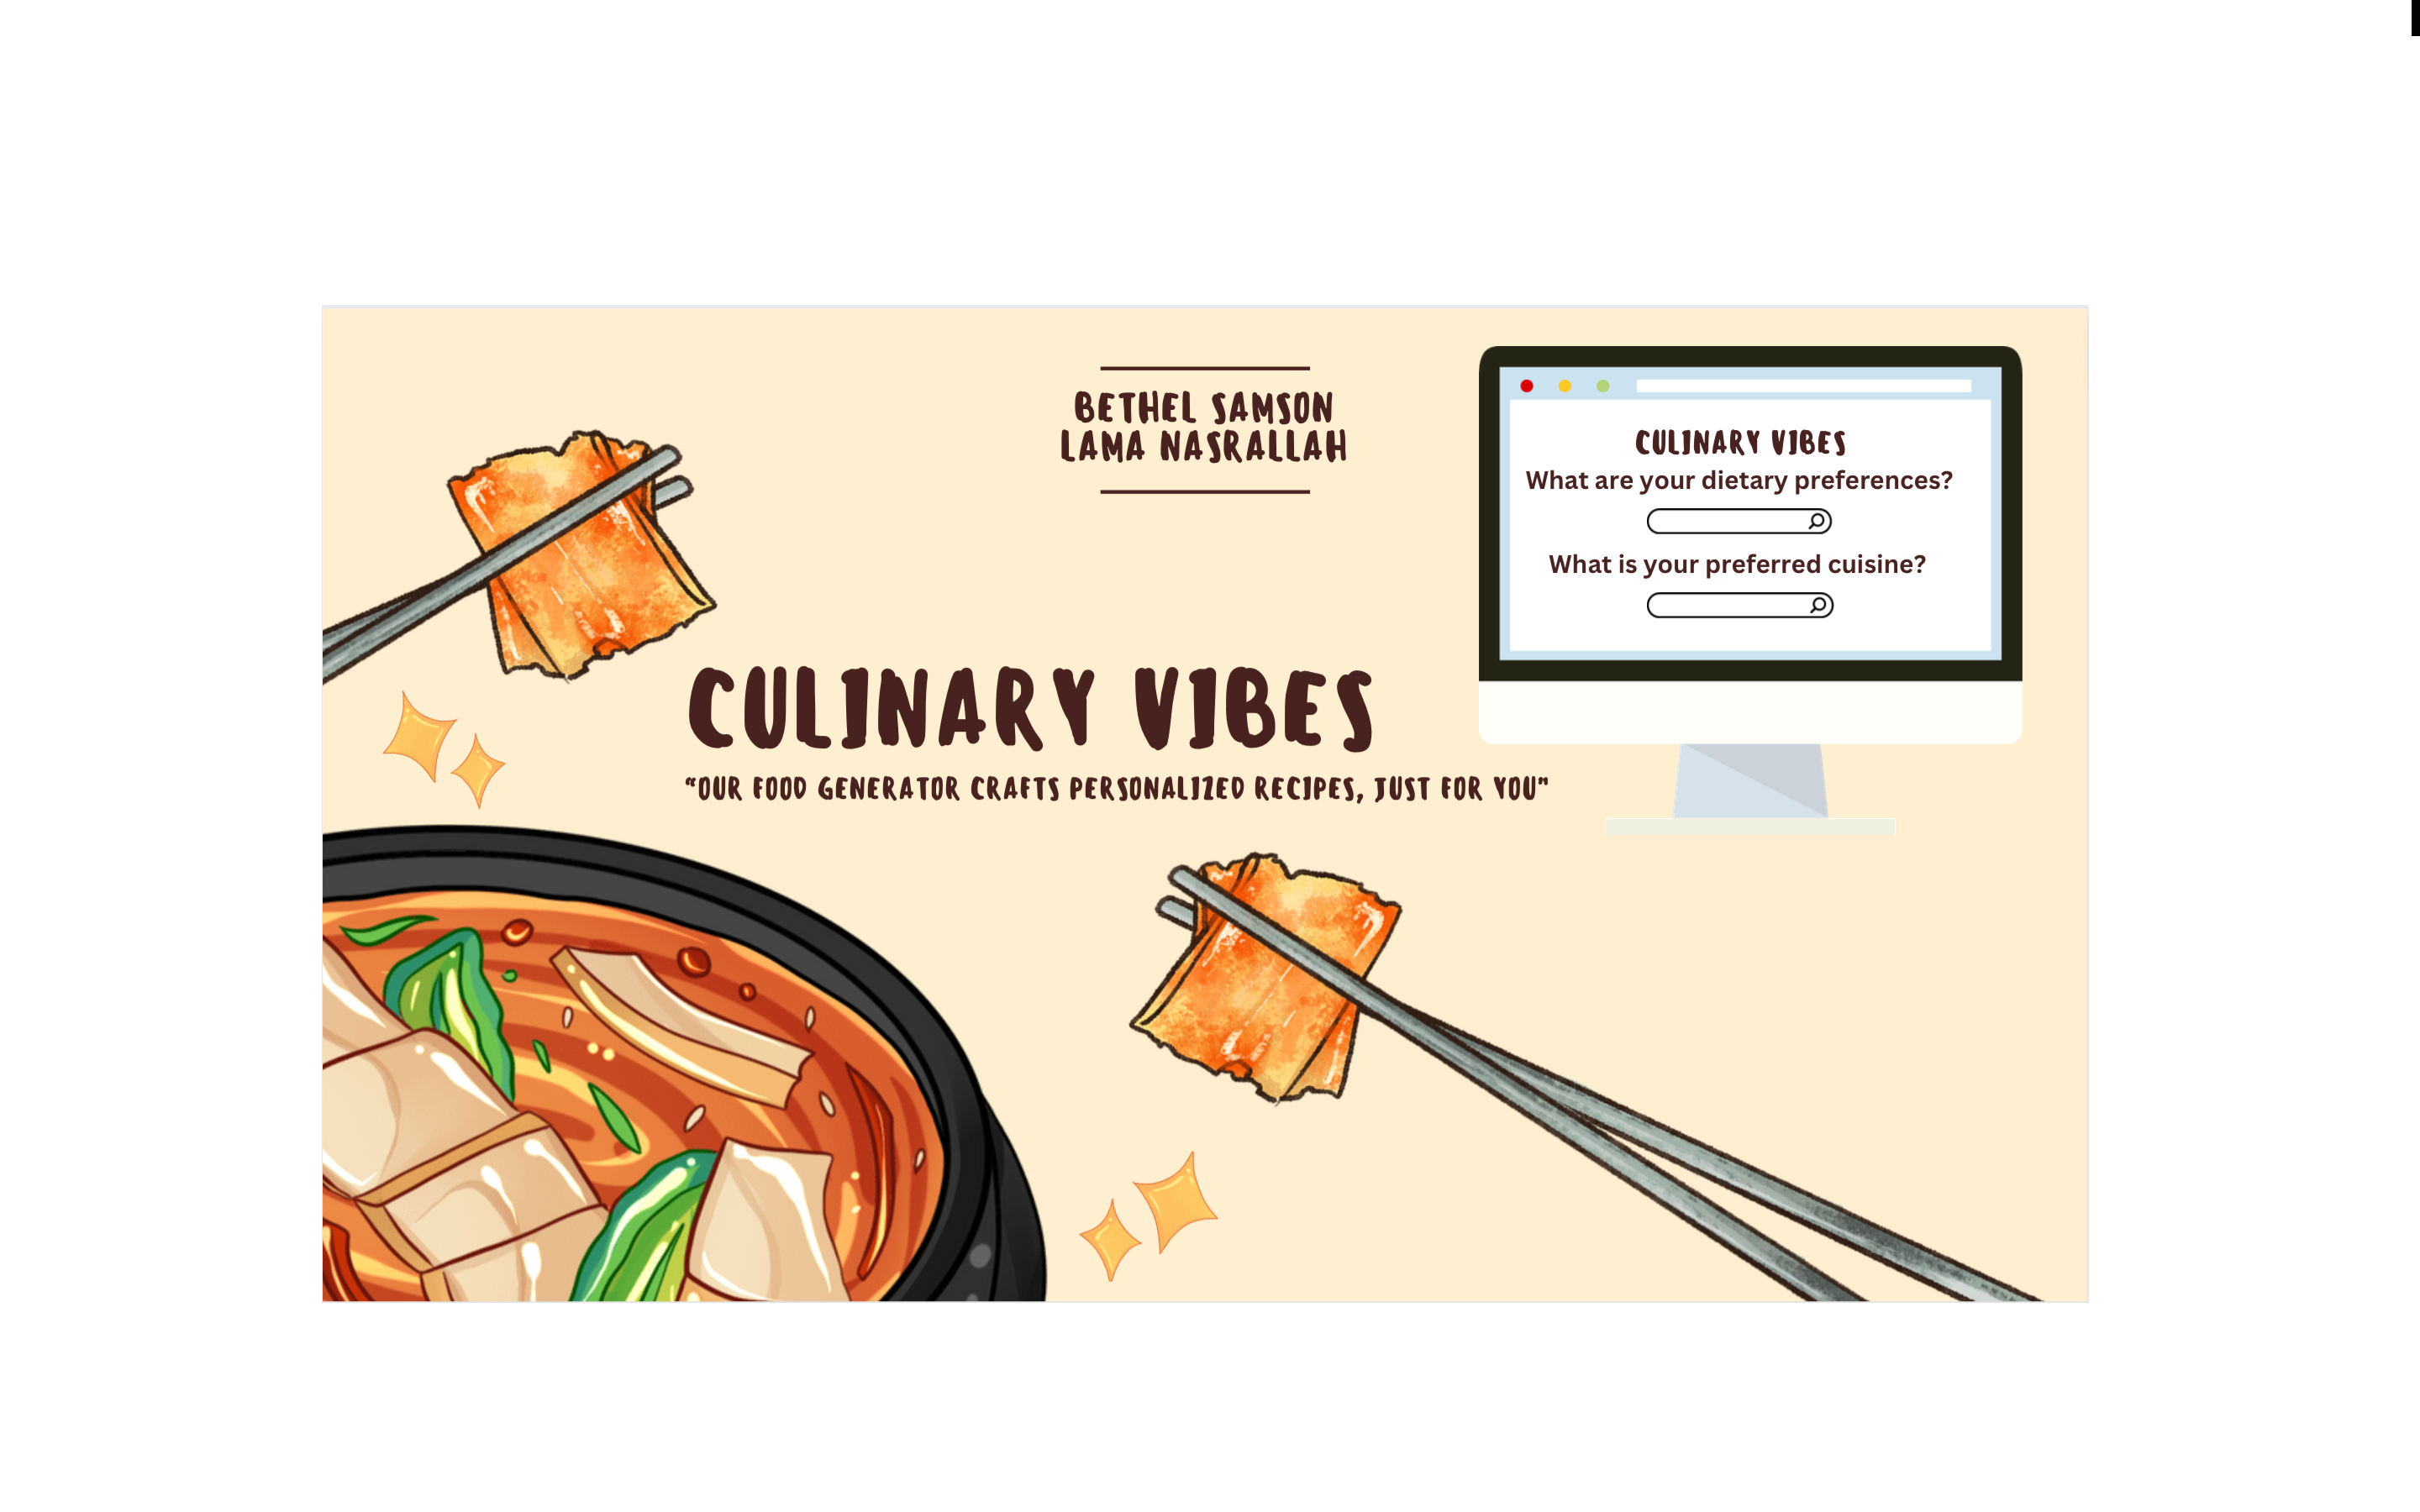 BETHEL SAMSON
LAMA NASRALLAH
CULINARY VIBES
What are your dietary preferences?
What is your preferred cuisine?
CULINARY VIBES
“OUR FOOD GENERATOR CRAFTS PERSONALIZED RECIPES, JUST FOR YOU”